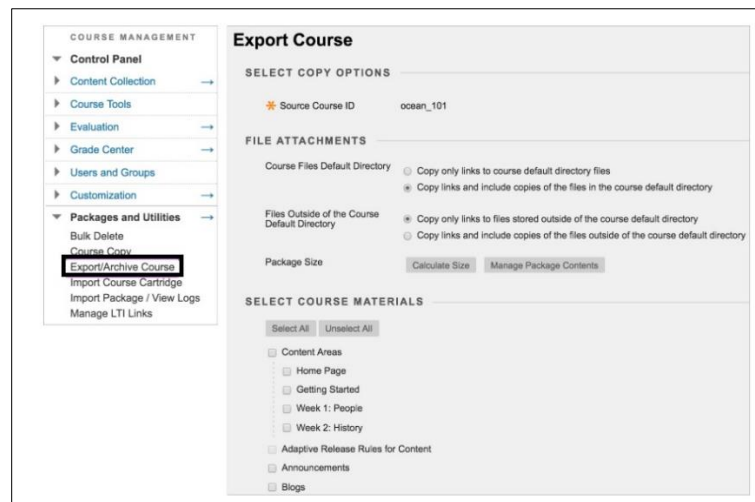 COURSE MANAGEMENT
Control Panel
Content Collection
Course Tools
Evaluation
Grade Center
Users and Groups
Customization
Packages and Utilities
Bulk Delete
Course Copy
Export/Archive Course
Import Course Cartridge
Import Package / View Logs
Manage LTI Links
Export Course
SELECT COPY OPTIONS
Source Course ID ocean_101
FILE ATTACHMENTS
Course Files Default Directory
Copy only links to course default directory files
Copy links and include copies of the files in the course default directory
Files Outside of the Course
Default Directory
Copy only links to files stored outside of the course default directory
Copy links and include copies of the files outside of the course default directory
Package Size Calculate Size Manage Package Contents
SELECT COURSE MATERIALS
Select All Unselect All
Content Areas
Home Page
Getting Started
Week 1: People
Week 2: History
Adaptive Release Rules for Content
Announcements
Blogs